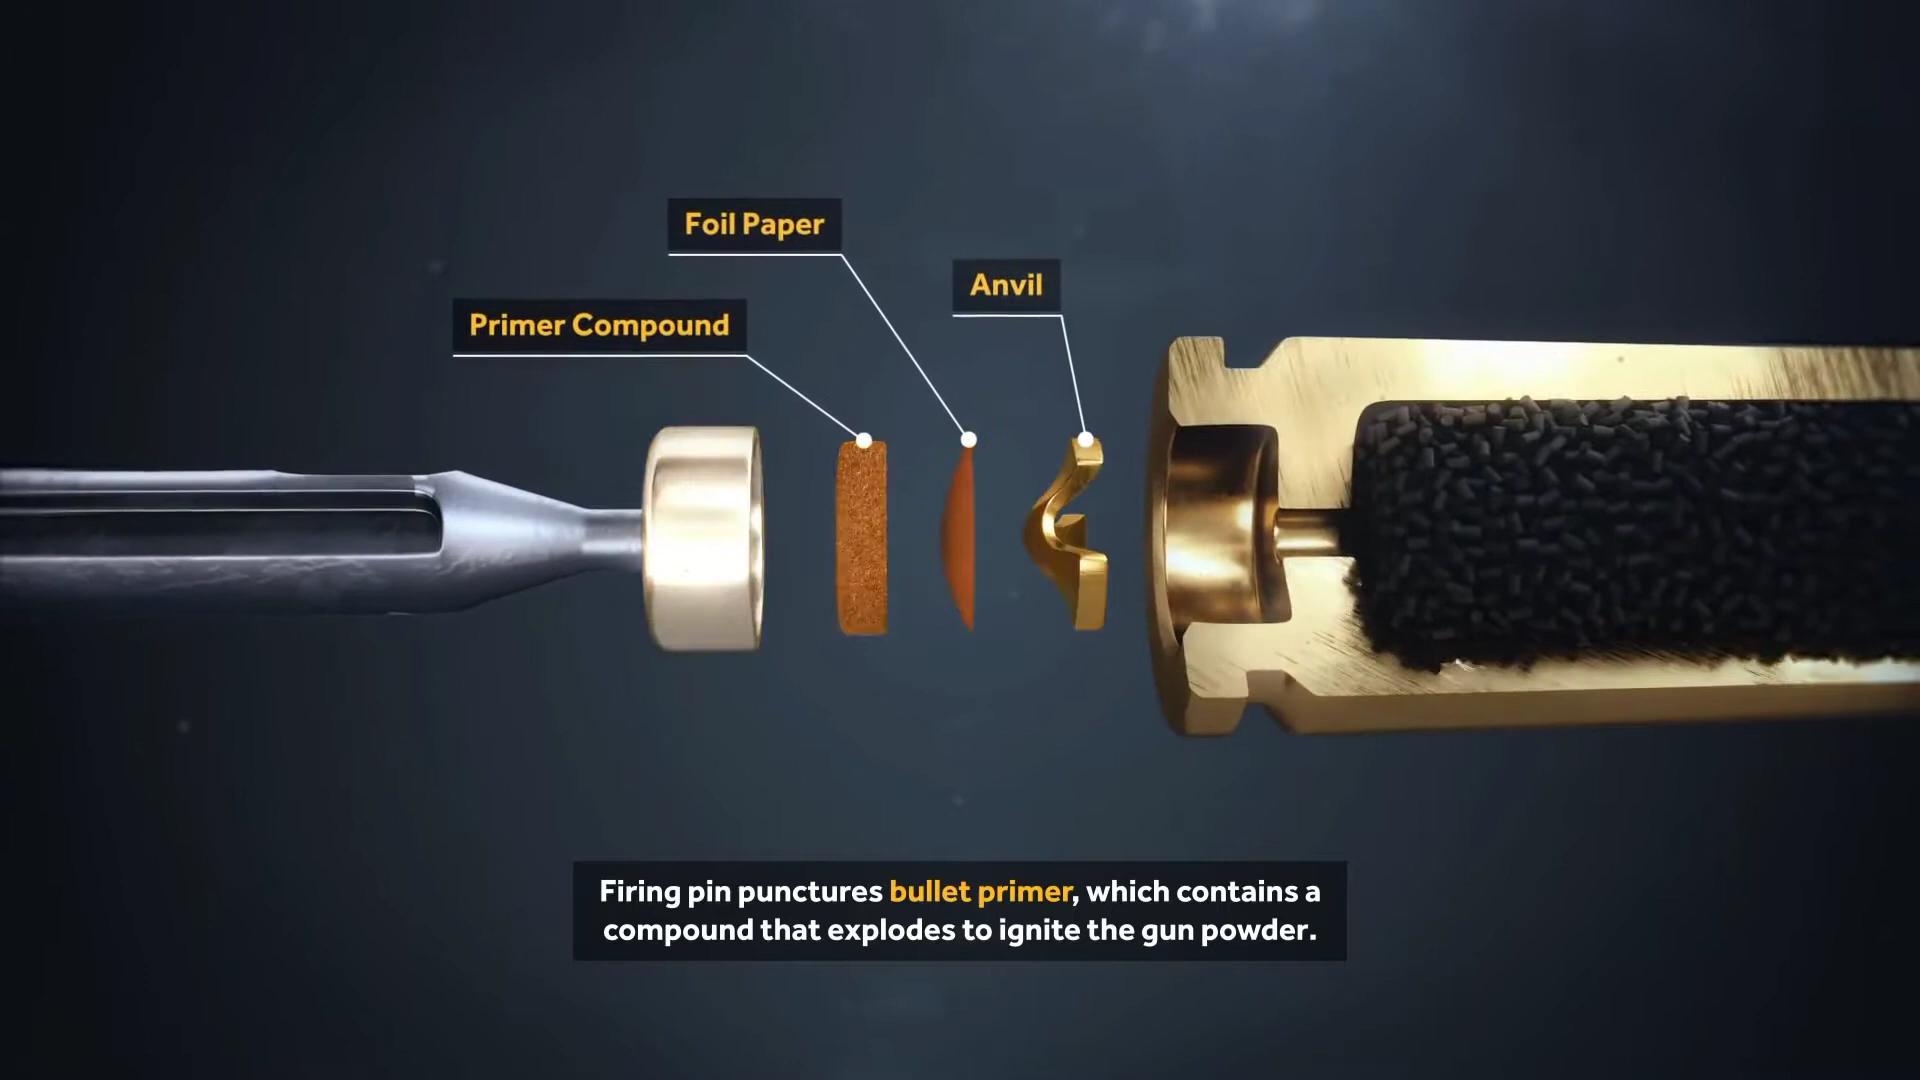 Foil Paper
Anvil
Primer Compound
Firing pin punctures bullet primer, which contains a
compound that explodes to ignite the gun powder.